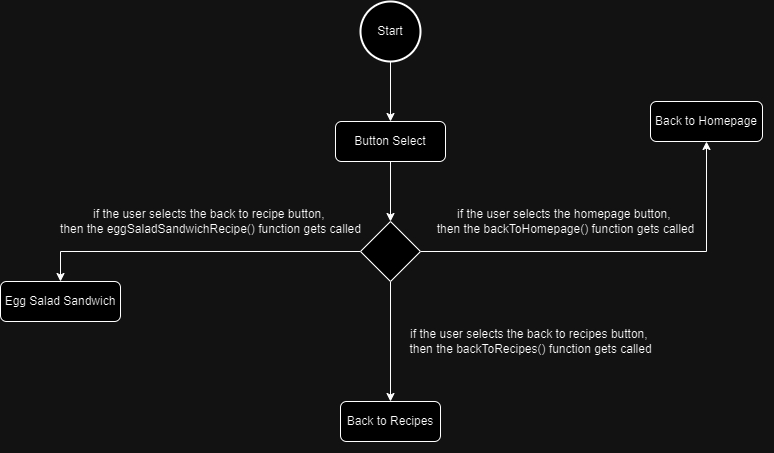 Start
Button Select
Back to Homepage
if the user selects the back to recipe button,
then the eggSaladSandwichRecipe() function gets called
if the user selects the homepage button,
then the backToHomepage() function gets called
Egg Salad Sandwich
if the user selects the back to recipes button,
then the backToRecipes() function gets called
Back to Recipes